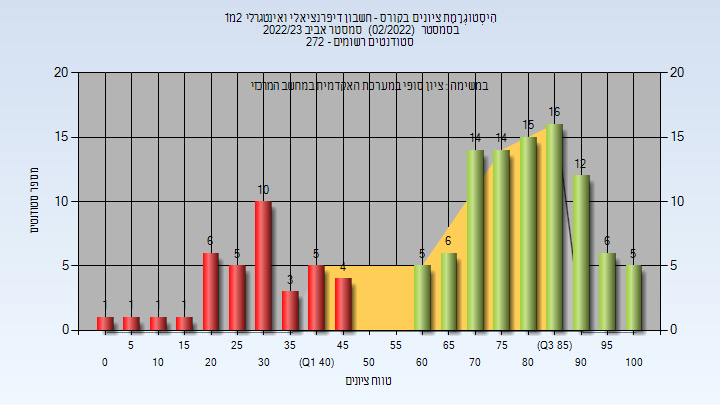 הִיסְטוֹגְרָמַת ציונים בקורס - חשבון דיפרנציאלי ואינטגרלי 2מ1
בסמסטר (02/2022) סמסטר אביב 2022/23
סטודנטים רשומים - 272
במשימה : ציון סופי במערכת האקדמית במחשב המרכזי
20 20
15 15
10 10
5 5
0 0
מספר סטודנטים
1 1 1 1 6 5 10 3 5 4 5 6 14 14 15 16 12 6 5
5 15 25 35 45 55 65 75 (Q3 85) 95
0 10 20 30 (Q1 40) 50 60 70 80 90 100
טווח ציונים